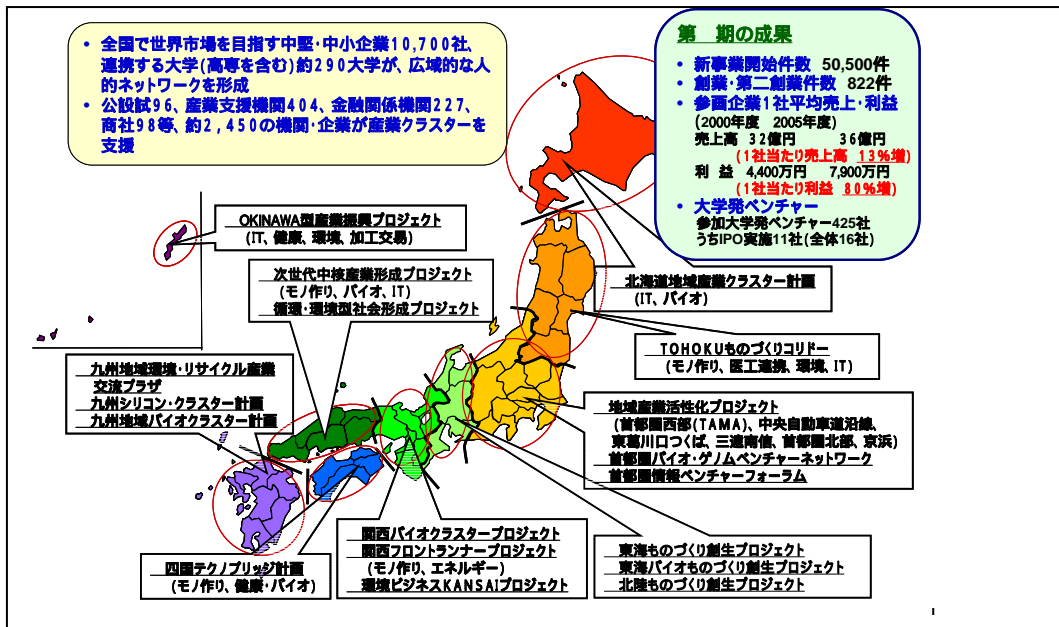 ・ 全国で世界市場を目指す中堅・中小企業10,700社、
連携する大学(高専を含む)約290大学が、広域的な人
的ネットワークを形成
・ 公設試96、産業支援機関404、金融関係機関227、
商社98等、約2,450の機関・企業が産業クラスターを
支援
第　期の成果
・ 新事業開始件数 50,500件
・ 創業・第二創業件数 822件
・ 参画企業1社平均売上・利益
(2000年度 2005年度)
売上高 32億円 36億円
(1社当たり売上高 13%増)
利 益 4,400万円 7,900万円
(1社当たり利益 80%増)
・ 大学発ベンチャー
参加大学発ベンチャー425社
うちIPO実施11社(全体16社)
OKINAWA型産業振興プロジェクト
(IT、健康、環境、加工交易)
次世代中核産業形成プロジェクト
(モノ作り、バイオ、IT)
循環・環境型社会形成プロジェクト
北海道地域産業クラスター計画
(IT、バイオ)
TOHOKUものづくりコリドー
(モノ作り、医工連携、環境、IT)
九州地域環境・リサイクル産業
交流プラザ
九州シリコン・クラスター計画
九州地域バイオクラスター計画
地域産業活性化プロジェクト
(首都圏西部(TAMA)、中央自動車道沿線、
東葛川口つくば、三遠南信、首都圏北部、京浜)
首都圏バイオ・ゲノムベンチャーネットワーク
首都圏情報ベンチャーフォーラム
関西バイオクラスタープロジェクト
関西フロントランナープロジェクト
(モノ作り、エネルギー)
環境ビジネスKANSAIプロジェクト
東海ものづくり創生プロジェクト
東海バイオものづくり創生プロジェクト
北陸ものづくり創生プロジェクト
四国テクノブリッジ計画
(モノ作り、健康・バイオ)